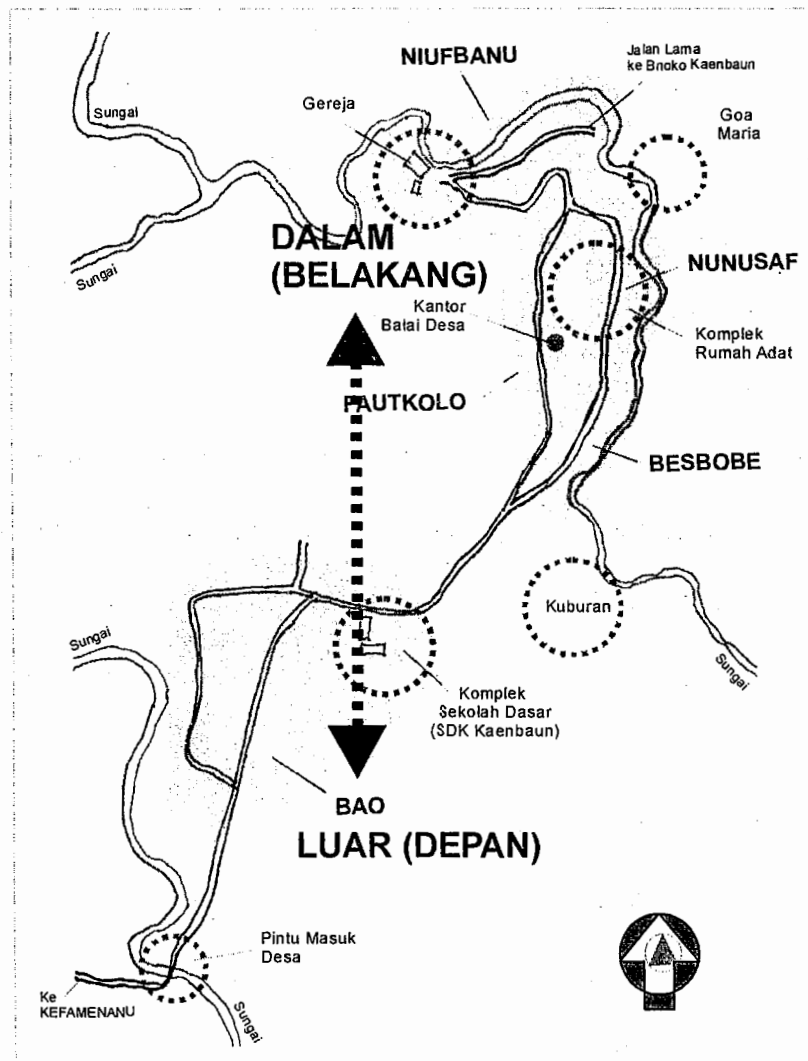 NIUFBANU
Jalan Lama
ke Bnoko Kaenbaun
Sungai
Gereja
Goa
Maria
DALAM
(BELAKANG)
Sungai
NUNUSAF
Kantor
Balai Desa
Komplek
Rumah Adat
PAUTKOLO
BESBOBE
Kuburan
Sungai
Sungai
Komplek
Sekolah Dasar
(SDK Kaenbaun)
BAO
LUAR (DEPAN)
Pintu Masuk
Desa
Ke
KEFAMENANU
Sungai